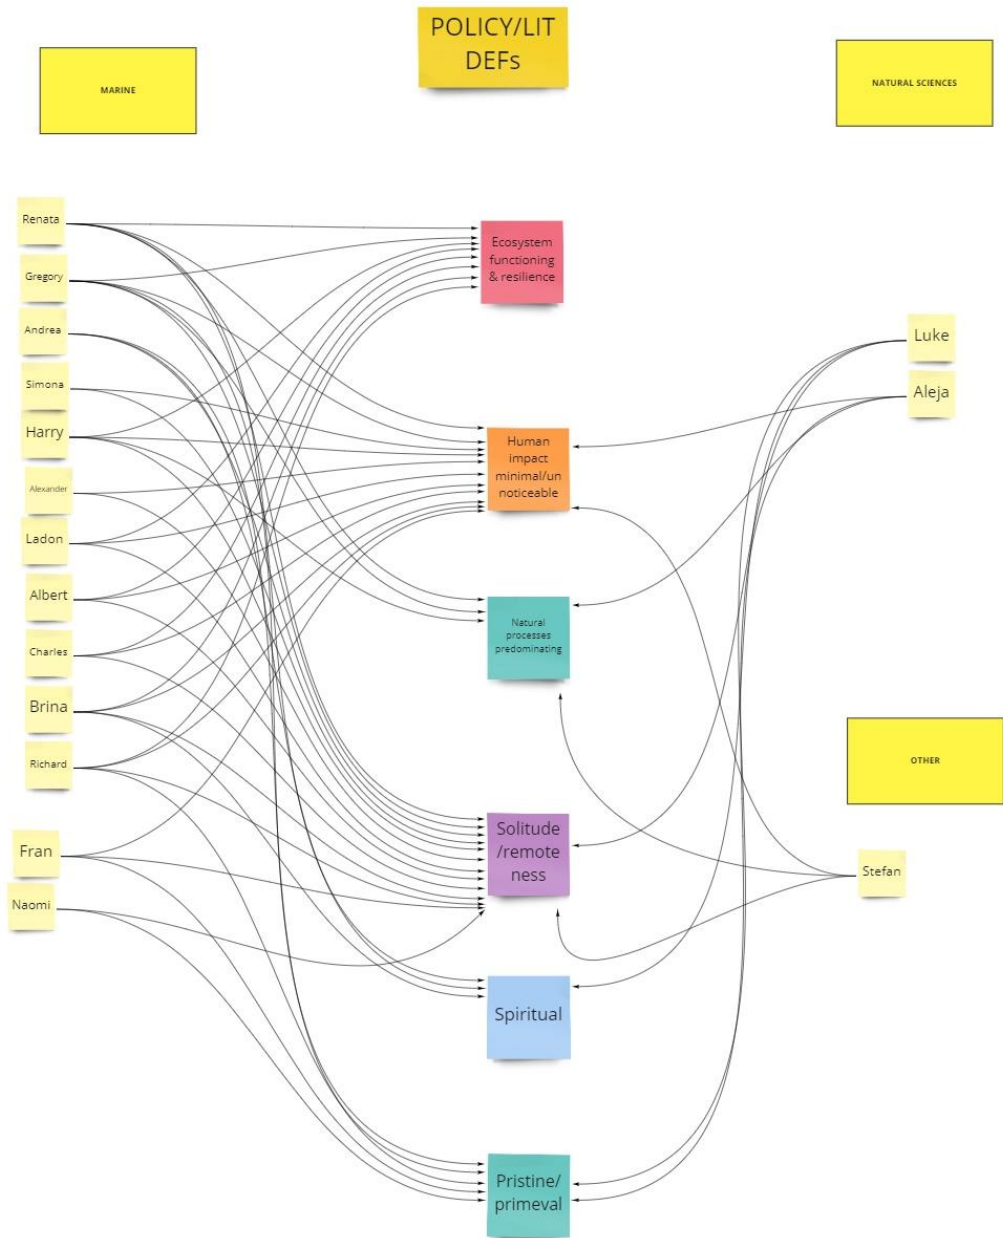 POLICY/LIT
DEFs
MARINE
NATURAL SCIENCES
Renata
Gregory
Andrea
Simona
Harry
Alexander
Ladon
Albert
Charles
Brina
Richard
Fran
Naomi
Ecosystem
functioning
& resilience
Human
impact
minimal/un
noticeable
Natural
processes
predominating
Solitude
/remote
ness
Spiritual
Pristine/
primeval
Luke
Aleja
OTHER
Stefan